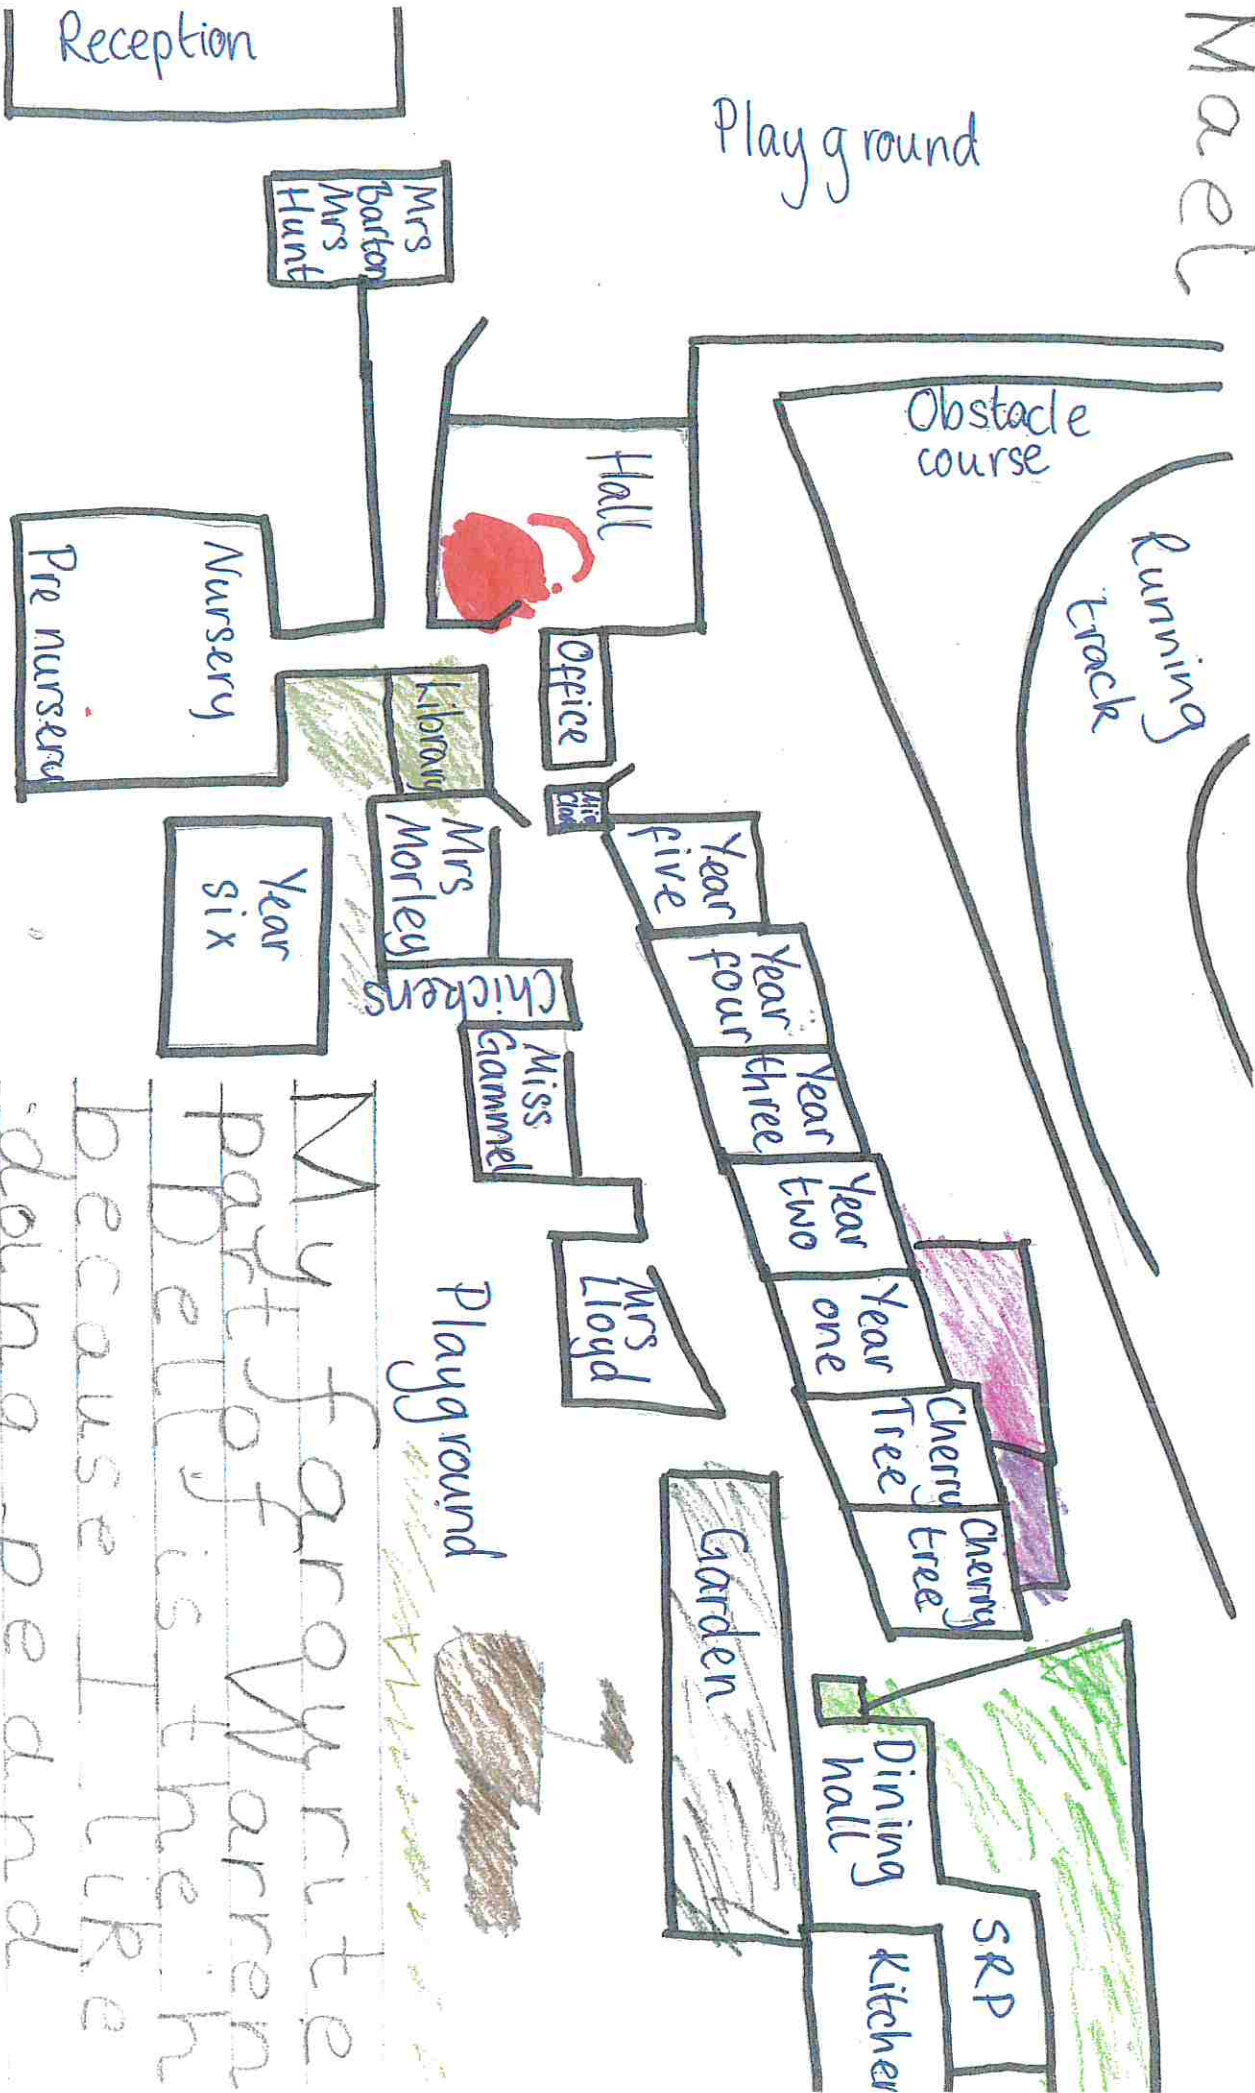 Mael
Reception
Playground
Mrs
Barton
Mrs
Hunt
Obstacle
course
Running
track
Hall
Office
Library
Nursery
Pre nursery
Mrs
Morley
Year
six
Year
five
Year
four
Year
three
Year
two
Year
one
Cherry
Tree
Cherry
tree
Chickens
Miss
Gammel
Mrs
Lloyd
Playground
Garden
Dining
hall
SRP
Kitchen
My farowrute
part of Warren
Dell is the ih
because I like
doing ped and